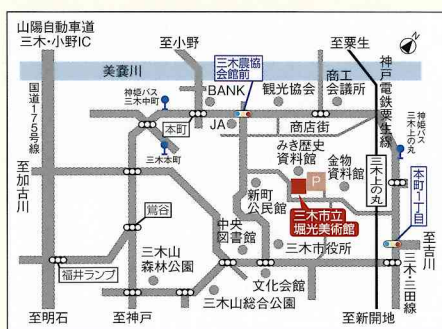 山陽自動車道
三木・小野IC
至小野
至粟生
美嚢川
国道175号線
神姫バス
三木中町
BANK
三木農協
会館前
観光協会
商工
会議所
神戸電鉄粟生線
神姫バス
三木上の丸
本町
JA
商店街
三木本町
みき歴史
資料館
P
金物
資料館
三木上の丸
本町1丁目
至加古川
新町
公民館
三木市立
堀光美術館
鶯谷
中央
図書館
三木市役所
至吉川
三木・三田線
三木山
森林公園
福井ランプ
文化会館
三木山総合公園
至明石
至神戸
至新開地